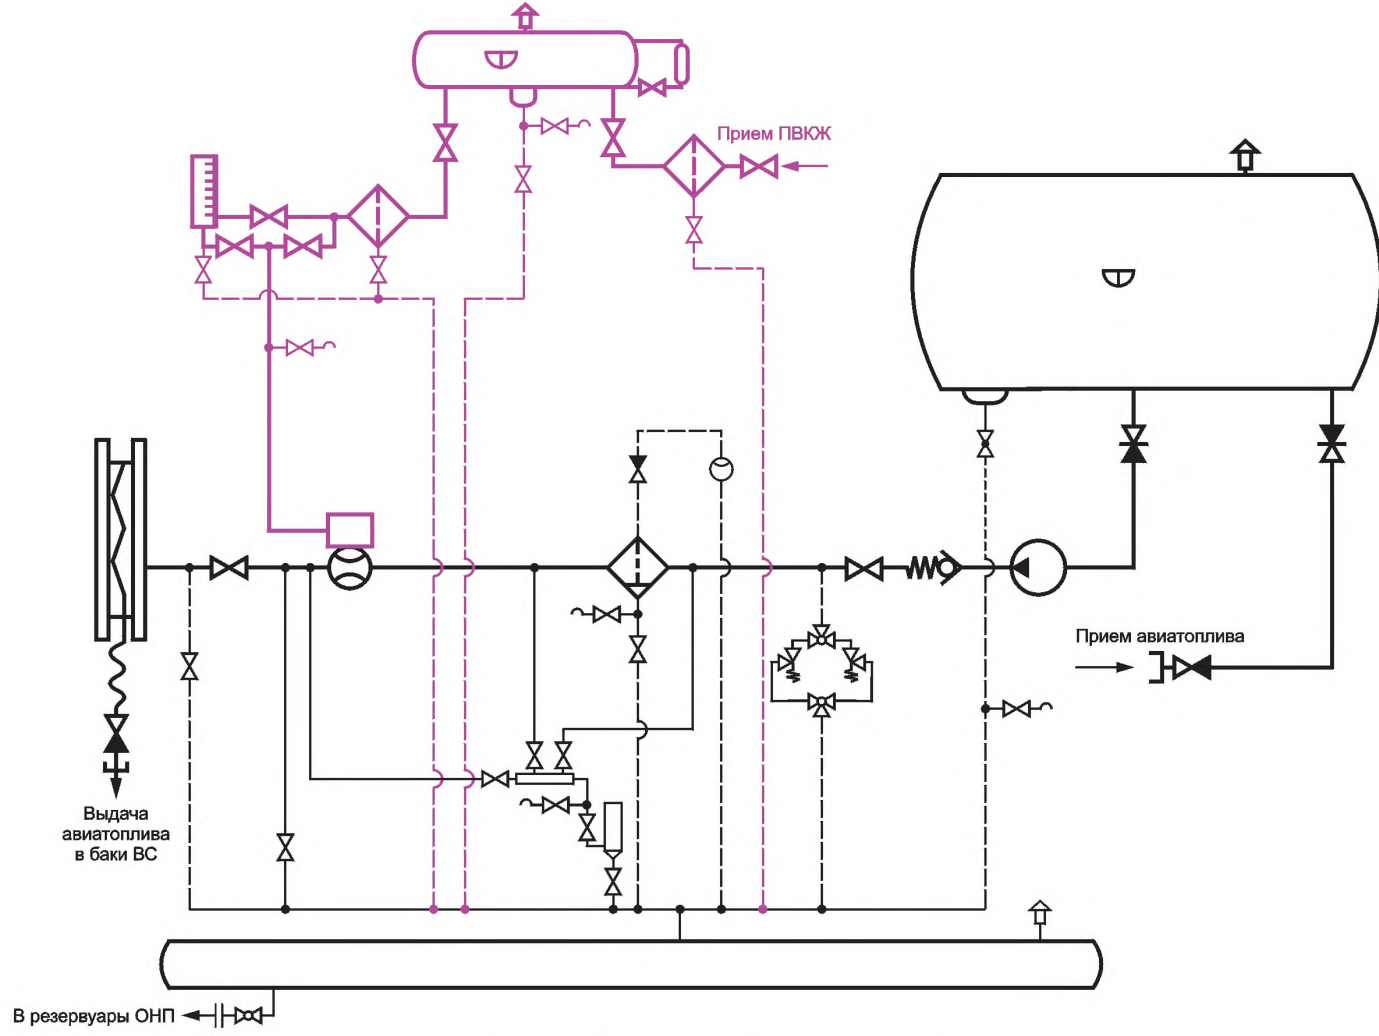 Прием ПВКЖ
Прием авиатоплива
Выдача
авиатоплива
в баки ВС
В резервуары ОНП